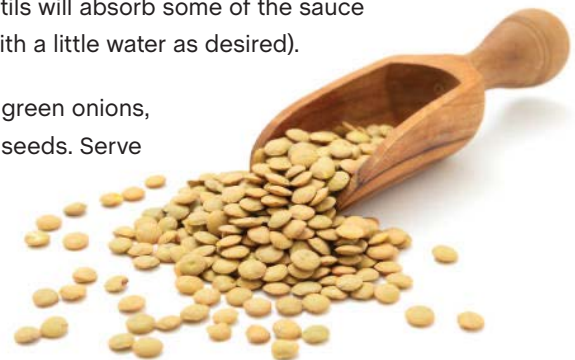 tils will absorb some of the sauce
ith a little water as desired).
green onions,
seeds. Serve